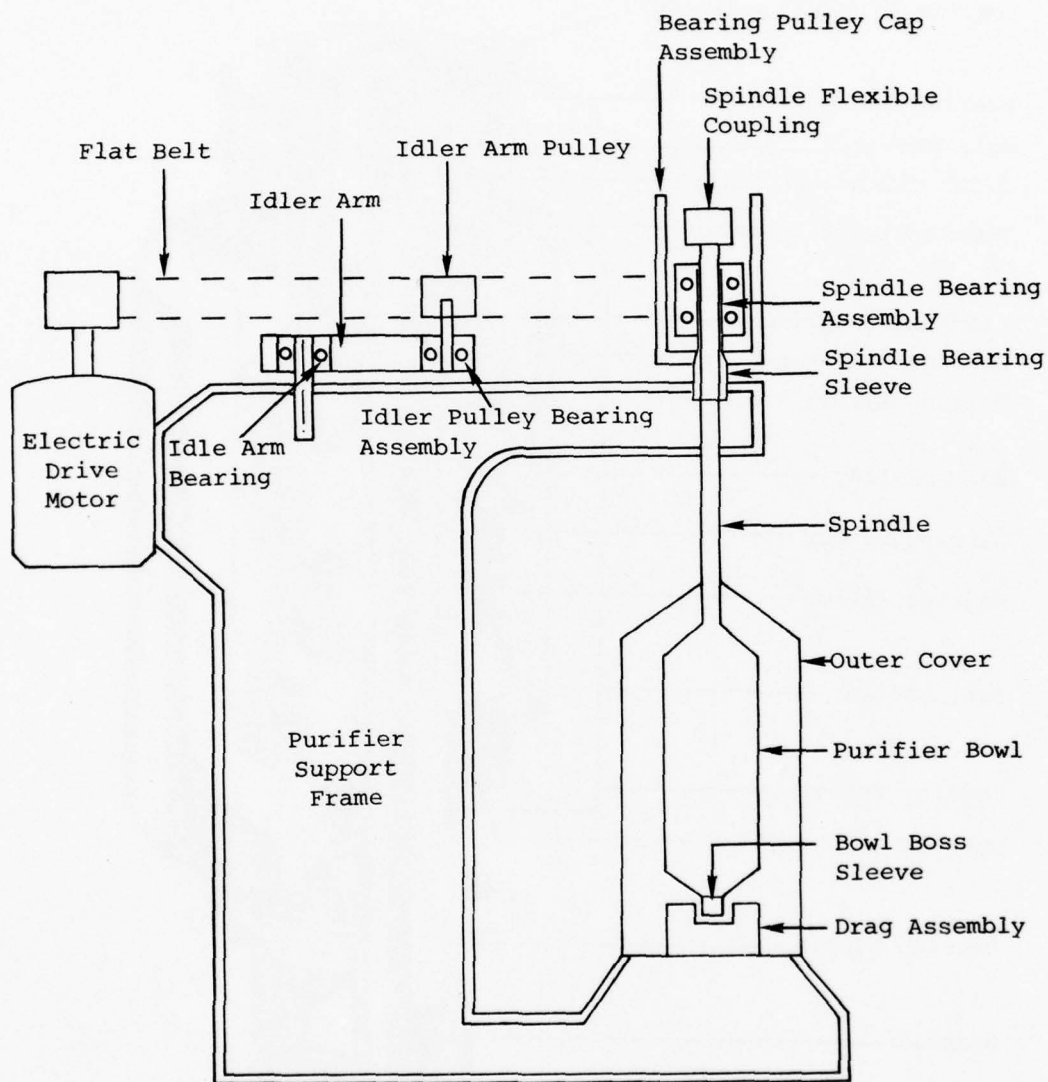 Bearing Pulley Cap
Assembly
Spindle Flexible
Coupling
Flat Belt
Idler Arm Pulley
Idler Arm
Spindle Bearing
Assembly
Spindle Bearing
Sleeve
Idler Pulley Bearing
Assembly
Idle Arm
Bearing
Electric
Drive
Motor
Spindle
Outer Cover
Purifier
Support
Frame
Purifier Bowl
Bowl Boss
Sleeve
Drag Assembly